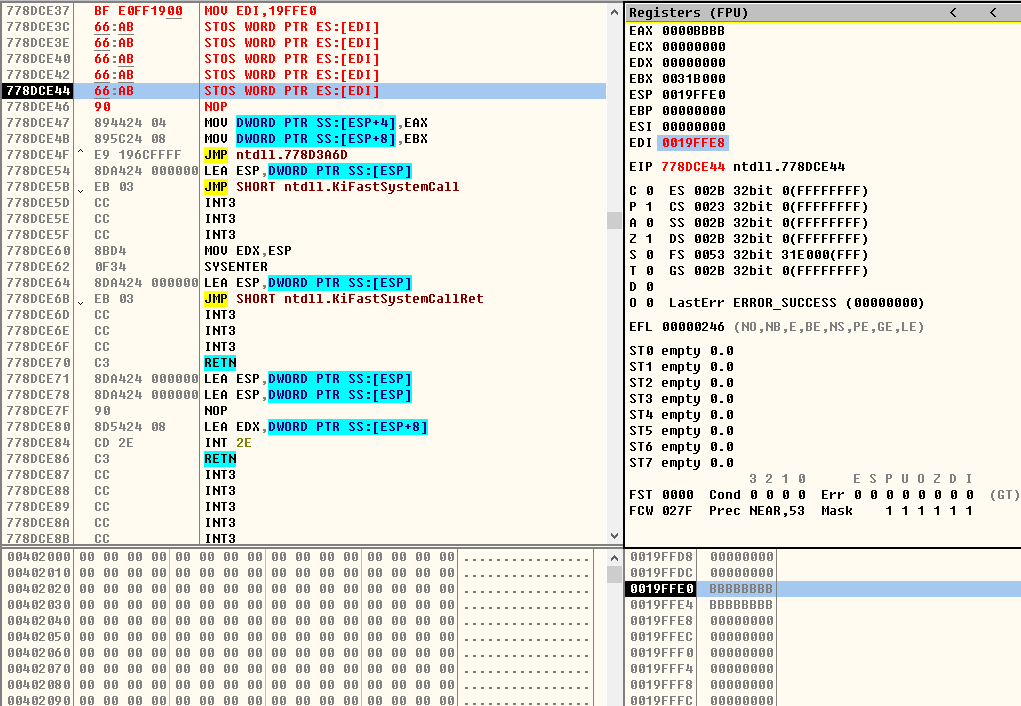 778DCE37 BF E0FF1900 MOV EDI,19FFE0
778DCE3C 66:AB STOS WORD PTR ES:[EDI]
778DCE3E 66:AB STOS WORD PTR ES:[EDI]
778DCE40 66:AB STOS WORD PTR ES:[EDI]
778DCE42 66:AB STOS WORD PTR ES:[EDI]
778DCE44 66:AB STOS WORD PTR ES:[EDI]
778DCE46 90 NOP
778DCE47 894424 04 MOV DWORD PTR SS:[ESP+4],EAX
778DCE4B 895C24 08 MOV DWORD PTR SS:[ESP+8],EBX
778DCE4F ^ E9 196CFFFF JMP ntdll.778D3A6D
778DCE54 8DA424 000000 LEA ESP,DWORD PTR SS:[ESP]
778DCE5B EB 03 JMP SHORT ntdll.KiFastSystemCall
778DCE5D CC INT3
778DCE5E CC INT3
778DCE5F CC INT3
778DCE60 8BD4 MOV EDX,ESP
778DCE62 0F34 SYSENTER
778DCE64 8DA424 000000 LEA ESP,DWORD PTR SS:[ESP]
778DCE6B EB 03 JMP SHORT ntdll.KiFastSystemCallRet
778DCE6D CC INT3
778DCE6E CC INT3
778DCE6F CC INT3
778DCE70 C3 RETN
778DCE71 8DA424 000000 LEA ESP,DWORD PTR SS:[ESP]
778DCE78 8DA424 000000 LEA ESP,DWORD PTR SS:[ESP]
778DCE7F 90 NOP
778DCE80 8D5424 08 LEA EDX,DWORD PTR SS:[ESP+8]
778DCE84 CD 2E INT 2E
778DCE86 C3 RETN
778DCE87 CC INT3
778DCE88 CC INT3
778DCE89 CC INT3
778DCE8A CC INT3
778DCE8B CC INT3
Registers (FPU) < <
EAX 0000BBBB
ECX 00000000
EDX 00000000
EBX 0031B000
ESP 0019FFE0
EBP 00000000
ESI 00000000
EDI 0019FFE8
EIP 778DCE44 ntdll.778DCE44
C 0 ES 002B 32bit 0(FFFFFFFF)
P 1 CS 0023 32bit 0(FFFFFFFF)
A 0 SS 002B 32bit 0(FFFFFFFF)
Z 1 DS 002B 32bit 0(FFFFFFFF)
S 0 FS 0053 32bit 31E000(FFF)
T 0 GS 002B 32bit 0(FFFFFFFF)
D 0
O 0 LastErr ERROR_SUCCESS (00000000)
EFL 00000246 (NO,NB,E,BE,NS,PE,GE,LE)
ST0 empty 0.0
ST1 empty 0.0
ST2 empty 0.0
ST3 empty 0.0
ST4 empty 0.0
ST5 empty 0.0
ST6 empty 0.0
ST7 empty 0.0
3 2 1 0 E S P U O Z D I
FST 0000 Cond 0 0 0 0 Err 0 0 0 0 0 0 0 0 (GT)
FCW 027F Prec NEAR,53 Mask 1 1 1 1 1 1
00402000 00 00 00 00 00 00 00 00 00 00 00 00 00 00 00 00 ................
00402010 00 00 00 00 00 00 00 00 00 00 00 00 00 00 00 00 ................
00402020 00 00 00 00 00 00 00 00 00 00 00 00 00 00 00 00 ................
00402030 00 00 00 00 00 00 00 00 00 00 00 00 00 00 00 00 ................
00402040 00 00 00 00 00 00 00 00 00 00 00 00 00 00 00 00 ................
00402050 00 00 00 00 00 00 00 00 00 00 00 00 00 00 00 00 ................
00402060 00 00 00 00 00 00 00 00 00 00 00 00 00 00 00 00 ................
00402070 00 00 00 00 00 00 00 00 00 00 00 00 00 00 00 00 ................
00402080 00 00 00 00 00 00 00 00 00 00 00 00 00 00 00 00 ................
00402090 00 00 00 00 00 00 00 00 00 00 00 00 00 00 00 00 ................
0019FFD8 00000000
0019FFDC 00000000
0019FFE0 BBBBBBBB
0019FFE4 BBBBBBBB
0019FFE8 00000000
0019FFEC 00000000
0019FFF0 00000000
0019FFF4 00000000
0019FFF8 00000000
0019FFFC 00000000